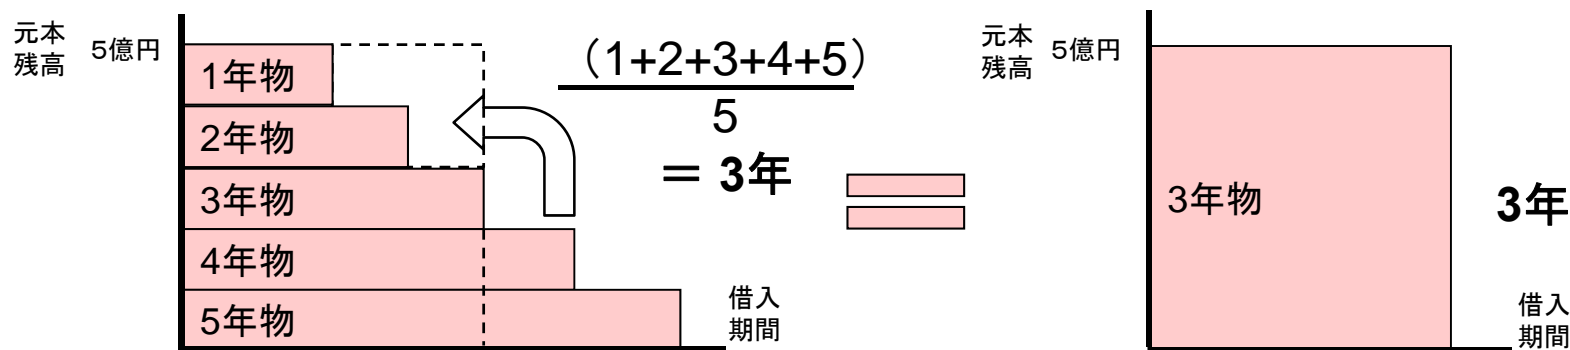 元本
残高
5億円
1年物
2年物
3年物
4年物
5年物
借入
期間
（1+2+3+4+5）
5
＝ 3年
元本
残高
5億円
3年物
3年
借入
期間